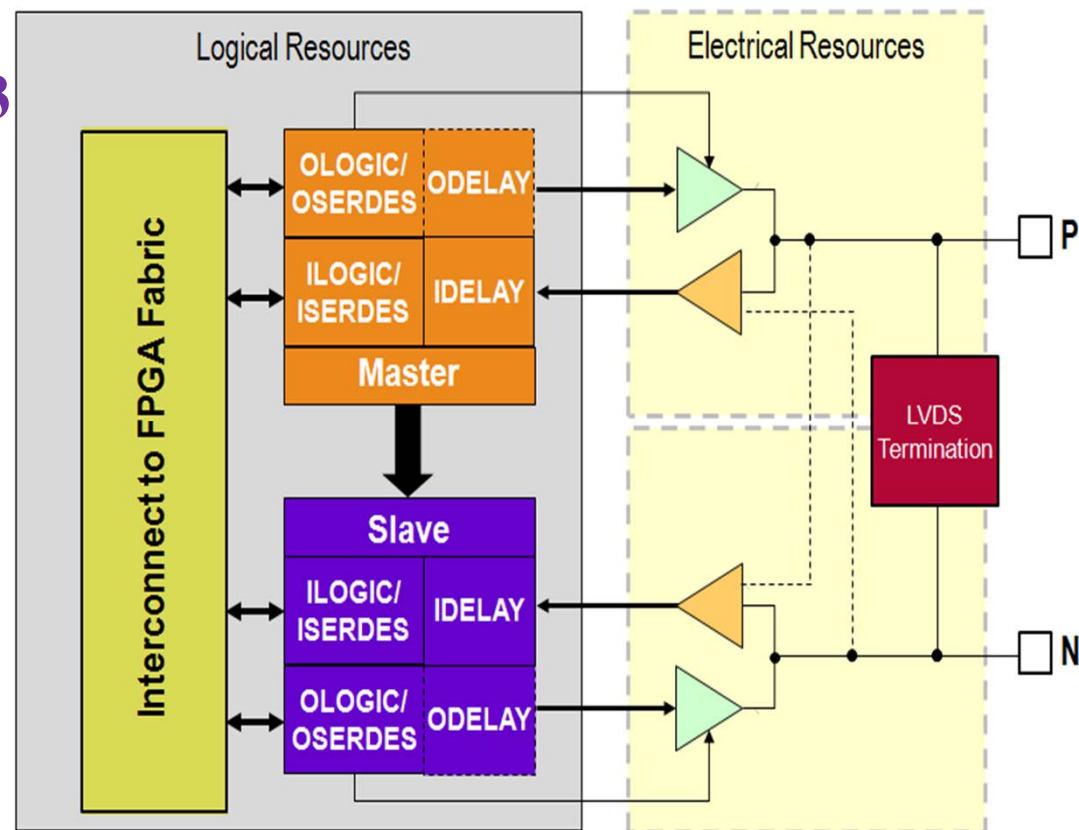 Logical Resources
Electrical Resources
3
Interconnect to FPGA Fabric
OLOGIC/
OSERDES
ODELAY
ILOGIC/
ISERDES
IDELAY
Master
P
LVDS
Termination
Slave
ILOGIC/
ISERDES
IDELAY
N
OLOGIC/
OSERDES
ODELAY